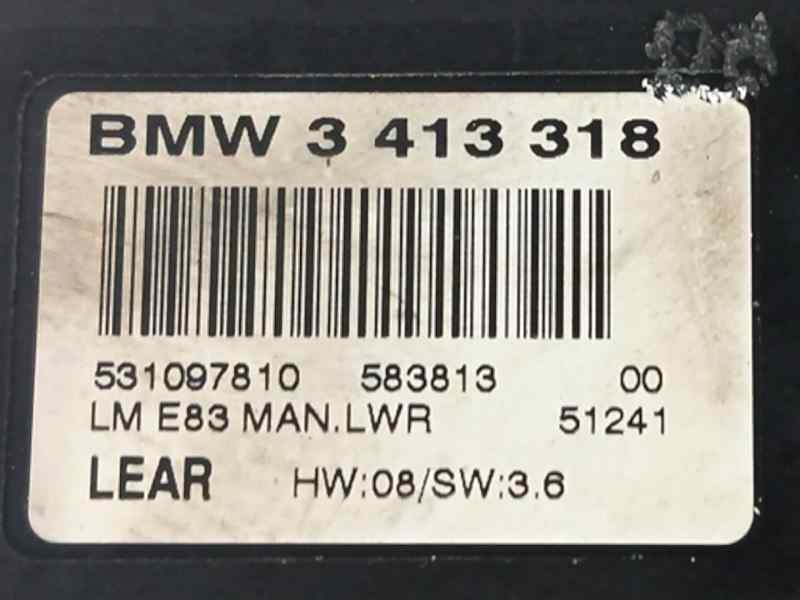 BMW 3 413 318
531097810 583813 00
LM E83 MAN.LWR 51241
LEAR HW:08/SW:3.6